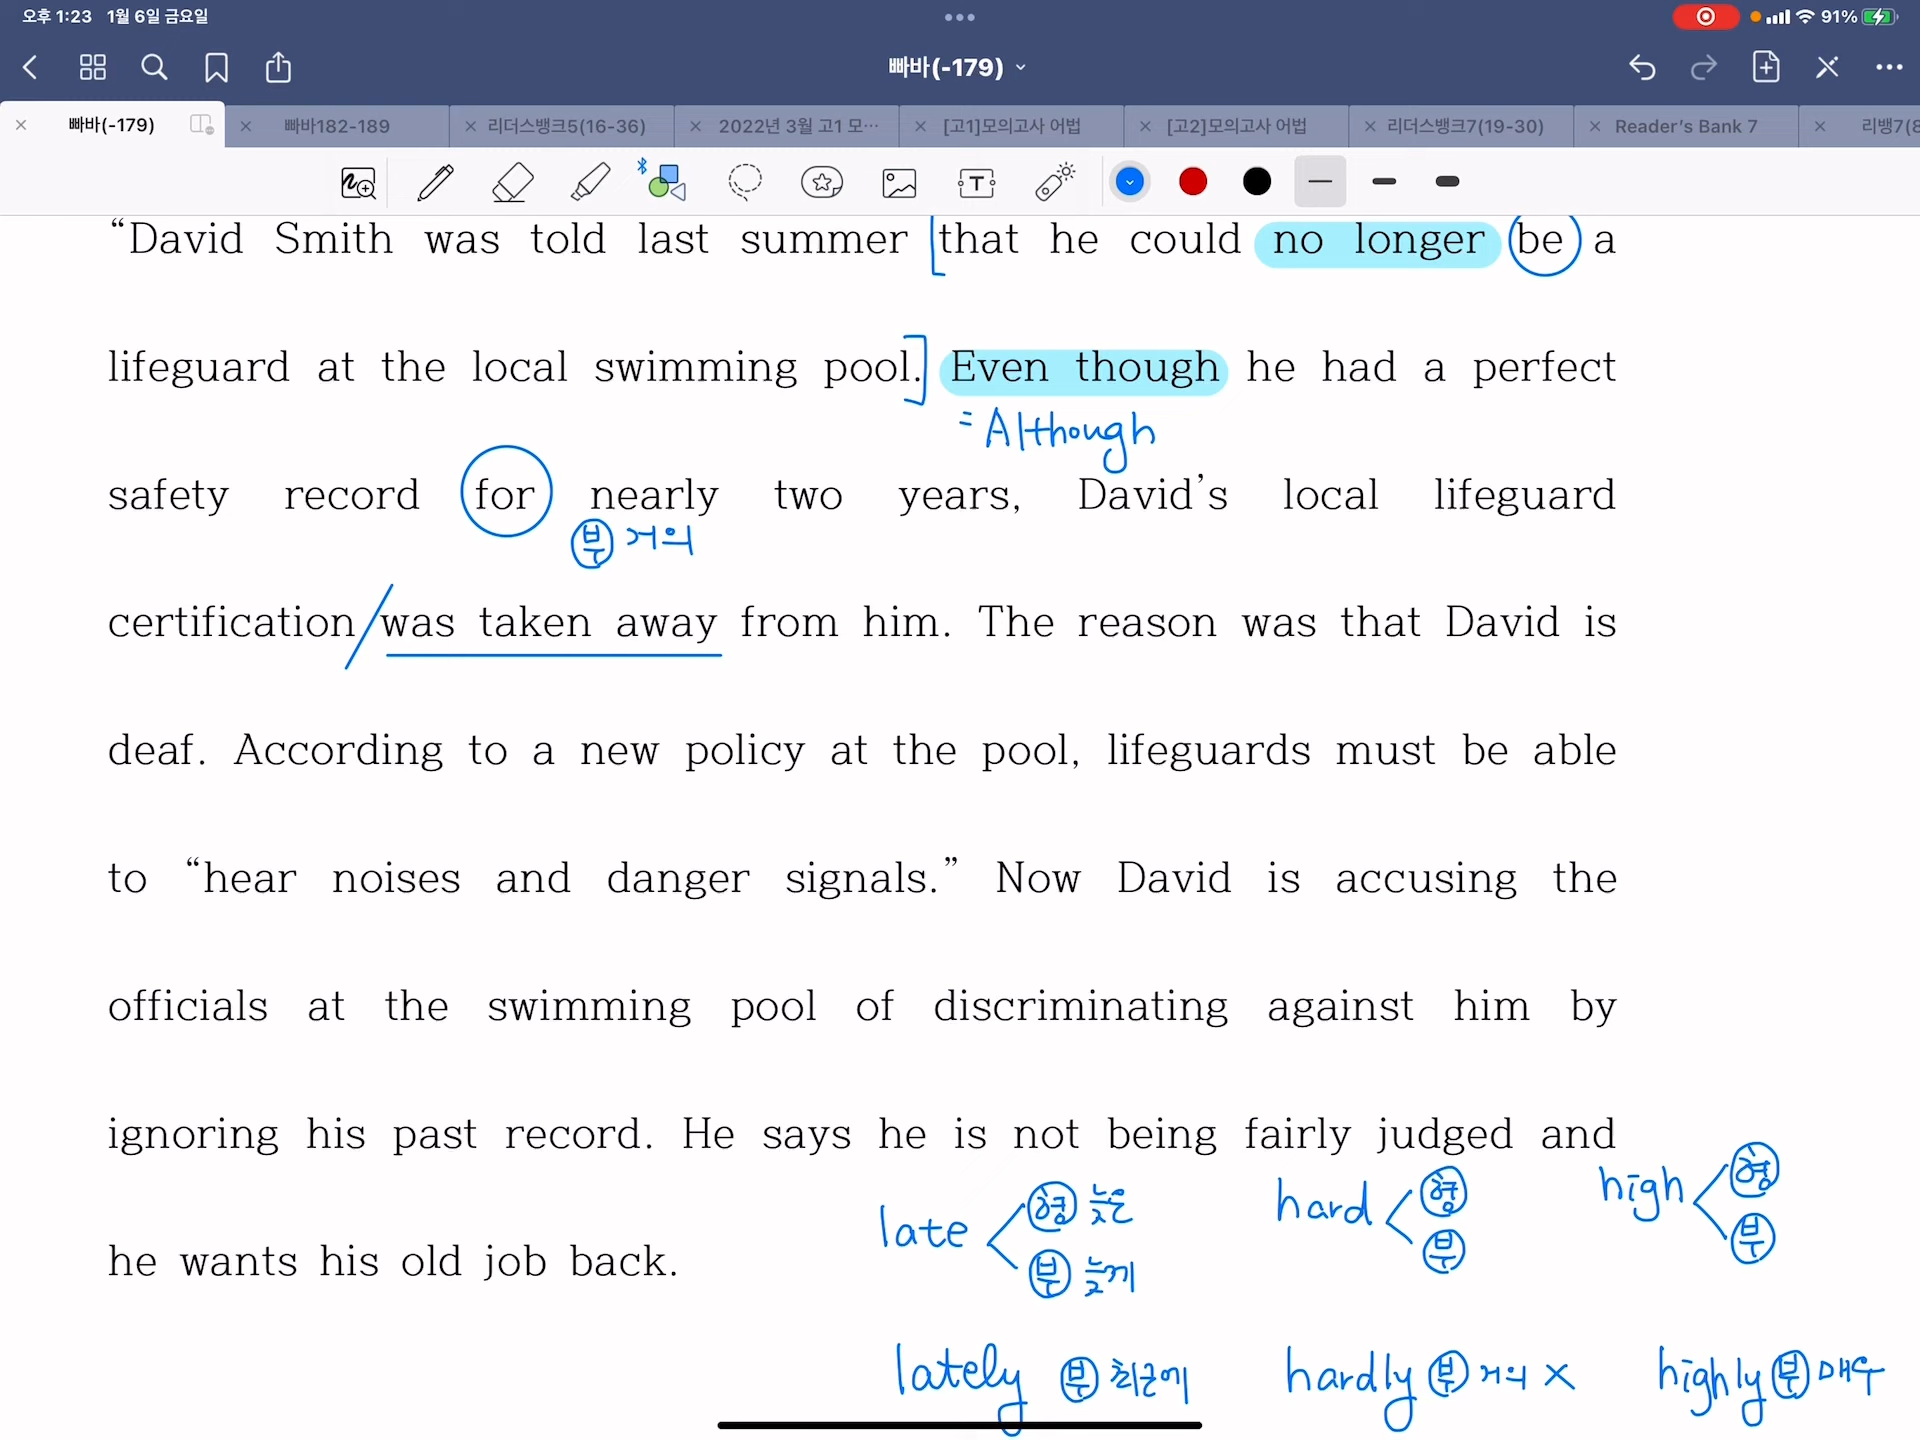 오후 1:23 1월 6일 금요일
91%
빠바(-179)
빠바(-179) 빠바182-189 리더스뱅크5(16-36) 2022년 3월 고1 모… [고1]모의고사 어법 [고2]모의고사 어법 리더스뱅크7(19-30) Reader's Bank 7 리뱅7(8
“David Smith was told last summer [that he could no longer be a
lifeguard at the local swimming pool.] Even though he had a perfect
= Although
safety record for nearly two years, David’s local lifeguard
부 거의
certification / was taken away from him. The reason was that David is
deaf. According to a new policy at the pool, lifeguards must be able
to “hear noises and danger signals.” Now David is accusing the
officials at the swimming pool of discriminating against him by
ignoring his past record. He says he is not being fairly judged and
late 형 늦은 hard 형 high 형
부 늦게 부 부
he wants his old job back.
lately 부 최근에 hardly 부 거의 X highly 부 매우